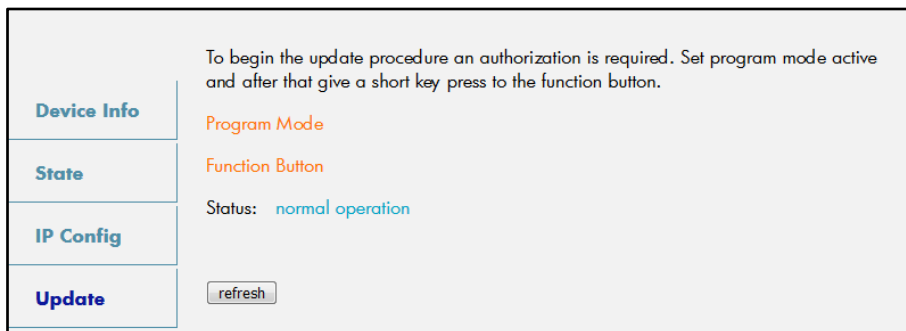 To begin the update procedure an authorization is required. Set program mode active
and after that give a short key press to the function button.
Device Info
Program Mode
State
Function Button
Status: normal operation
IP Config
Update
refresh